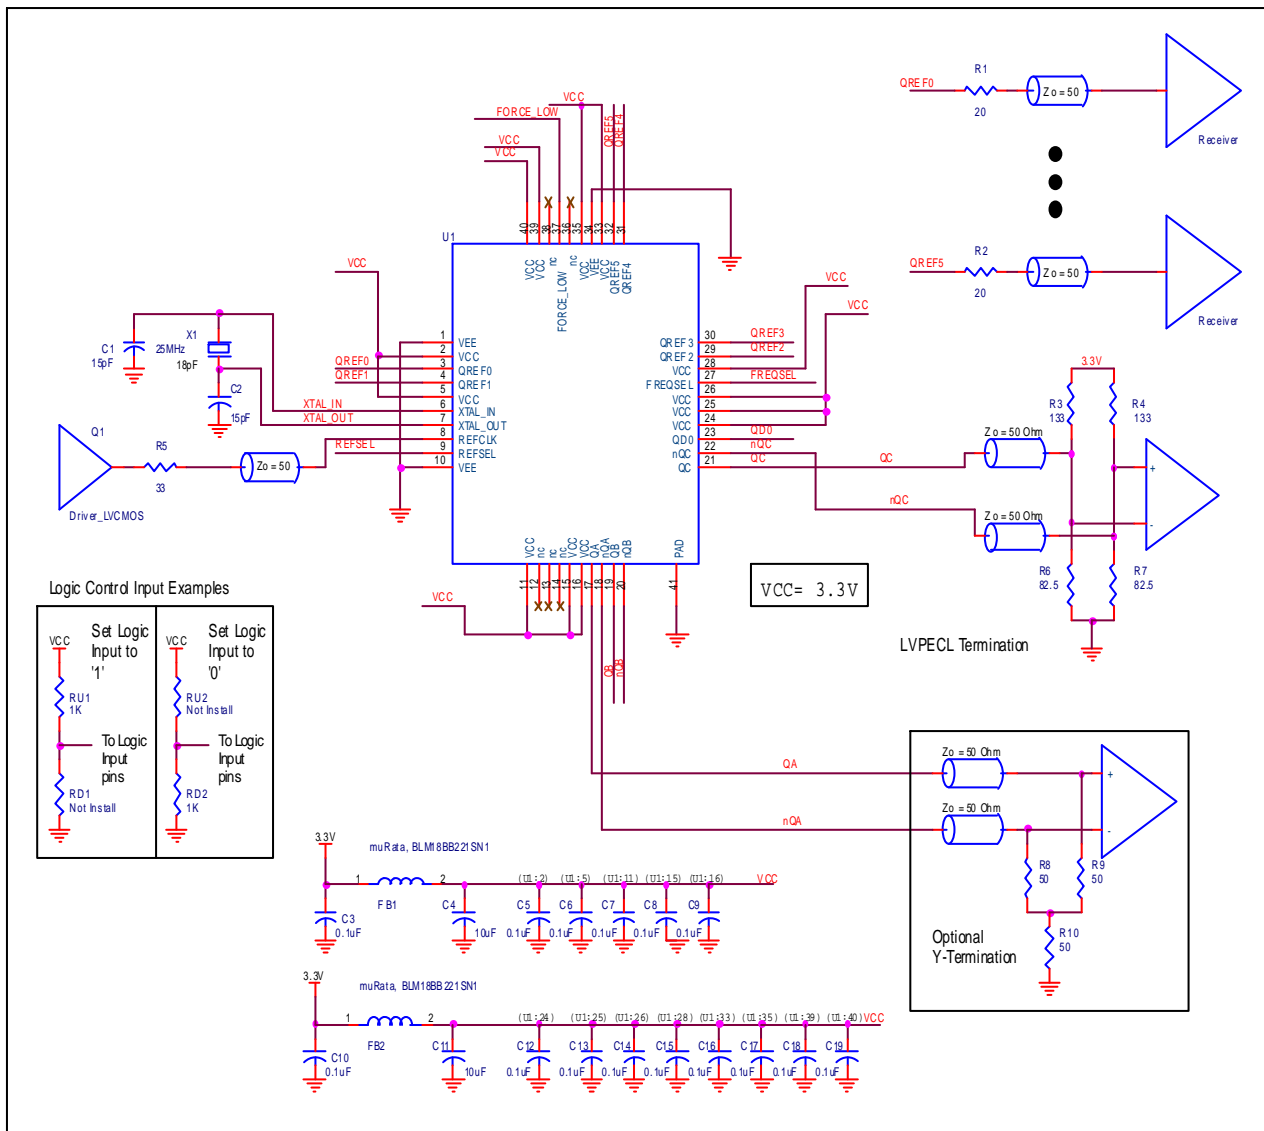 R1
QREF0
Zo = 50
20
Receiver
R2
QREF5
Zo = 50
20
Receiver
VCC
FORCE_LOW
VCC
VCC
QREF5
QREF4
40
39
38
37
36
35
34
33
32
31
U1
VCC
VCC
nc
FORCE_LOW
nc
VCC
VEE
VCC
QREF5
QREF4
VCC
VCC
VCC
C1
15pF
X1
25MHz
18pF
C2
15pF
QREF0
QREF1
XTAL_IN
XTAL_OUT
REFSEL
1 VEE
2 VCC
3 QREF0
4 QREF1
5 VCC
6 XTAL_IN
7 XTAL_OUT
8 REFCLK
9 REFSEL
10 VEE
QREF3 30 QREF3
QREF2 29 QREF2
VCC 28
FREQSEL 27 FREQSEL
VCC 26
VCC 25
VCC 24
QD0 23 QD0
nQC 22 nQC
QC 21 QC
Q1
R5
33
Zo = 50
Driver_LVCMOS
QC
nQC
Zo = 50 Ohm
Zo = 50 Ohm
3.3V
R3
133
R4
133
+
-
R6
82.5
R7
82.5
LVPECL Termination
VCC
nc
nc
nc
VCC
VCC
QA
nQA
QB
nQB
PAD
11
12
13
14
15
16
17
18
19
20
41
VCC
QB
nQB
VCC= 3.3V
Logic Control Input Examples
VCC
Set Logic
Input to
'1'
RU1
1K
To Logic
Input
pins
RD1
Not Install
VCC
Set Logic
Input to
'0'
RU2
Not Install
To Logic
Input
pins
RD2
1K
QA
nQA
Zo = 50 Ohm
Zo = 50 Ohm
+
-
R8
50
R9
50
R10
50
Optional
Y-Termination
3.3V
muRata, BLM18BB221SN1
1
2
FB1
(U1:2) (U1:5) (U1:11) (U1:15) (U1:16)
VCC
C3
0.1uF
C4
10uF
C5
0.1uF
C6
0.1uF
C7
0.1uF
C8
0.1uF
C9
0.1uF
3.3V
muRata, BLM18BB221SN1
1
2
FB2
(U1:24) (U1:25) (U1:26) (U1:28) (U1:33) (U1:35) (U1:39) (U1:40)
VCC
C10
0.1uF
C11
10uF
C12
0.1uF
C13
0.1uF
C14
0.1uF
C15
0.1uF
C16
0.1uF
C17
0.1uF
C18
0.1uF
C19
0.1uF